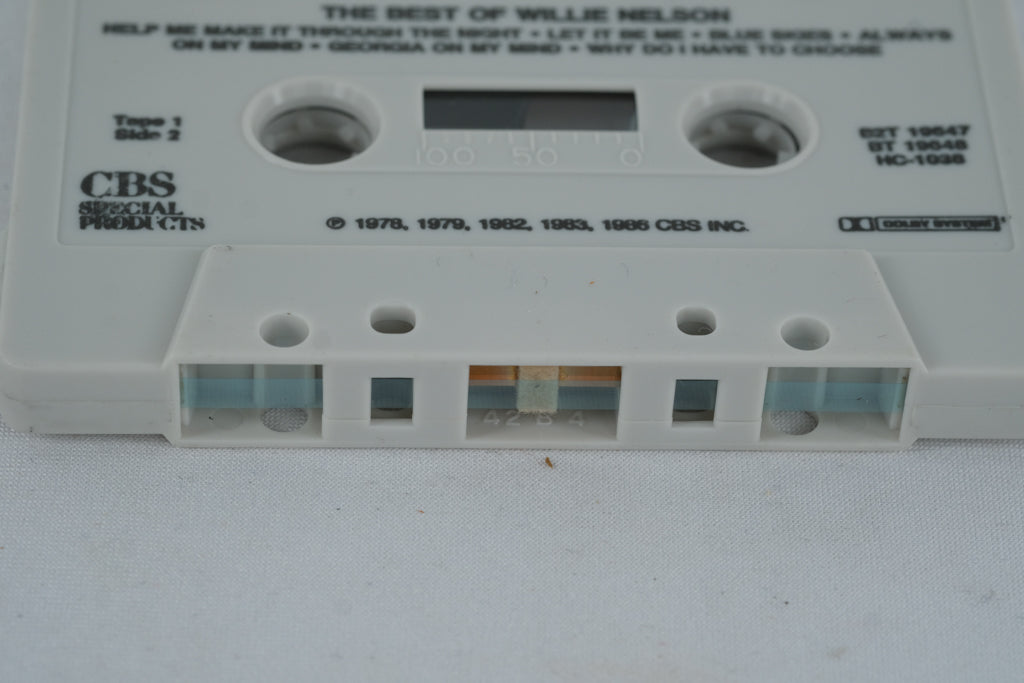 THE BEST OF WILLIE NELSON
HELP ME MAKE IT THROUGH THE NIGHT • LET IT BE ME • BLUE SKIES • ALWAYS
ON MY MIND • GEORGIA ON MY MIND • WHY DO I HAVE TO CHOOSE
Tape 1
Side 2
100 50 0
B2T 19647
BT 19648
HC-1036
CBS
SPECIAL
PRODUCTS
℗ 1978, 1979, 1982, 1983, 1986 CBS INC.
DOLBY SYSTEM
42 B 4